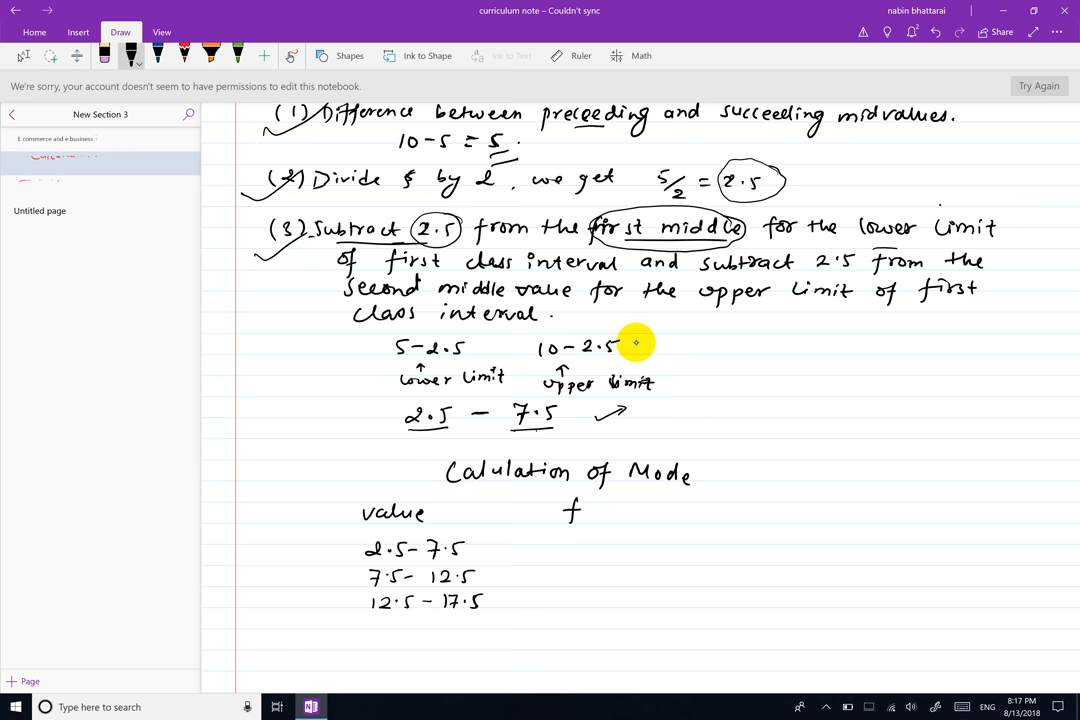 curriculum note – Couldn't sync
nabin bhattarai
Home Insert Draw View
Share
Shapes Ink to Shape Ink to Text Ruler Math
We're sorry, your account doesn't seem to have permissions to edit this notebook.
Try Again
New Section 3
E commerce and e business
Untitled page
Page
(1) Difference between preceeding and succeeding midvalues.
10-5 = 5.
(2) Divide 5 by 2, we get 5/2 = 2.5
(3) Subtract 2.5 from the first middle for the lower limit
of first class interval and subtract 2.5 from the
second middle value for the upper limit of first
class interval.
5-2.5 10-2.5
↑ ↑
lower limit upper limit
2.5 - 7.5
Calulation of Mode
value f
2.5-7.5
7.5- 12.5
12.5 - 17.5
Type here to search
ENG
8:17 PM
8/13/2018